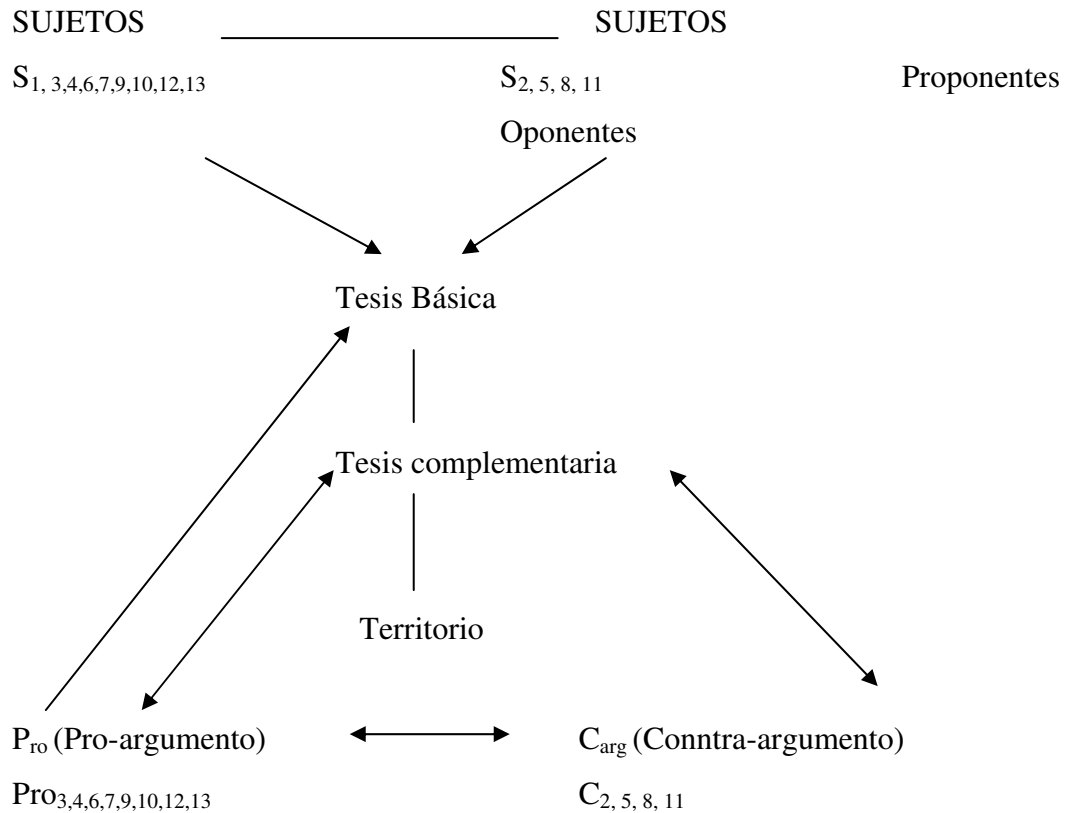 SUJETOS SUJETOS
S1, 3,4,6,7,9,10,12,13 S2, 5, 8, 11 Proponentes
Oponentes
Tesis Básica
Tesis complementaria
Territorio
Pro (Pro-argumento) Carg (Conntra-argumento)
Pro3,4,6,7,9,10,12,13 C2, 5, 8, 11